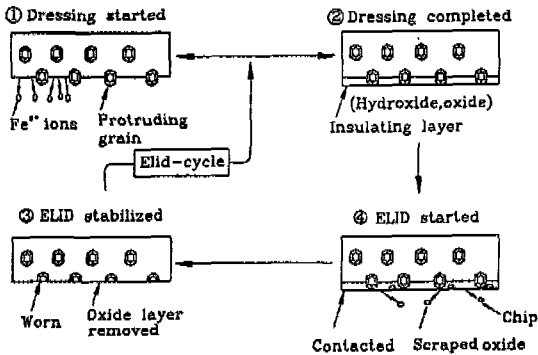 ① Dressing started
② Dressing completed
Fe⁺⁺ ions
Protruding
grain
(Hydroxide,oxide)
Insulating layer
Elid-cycle
③ ELID stabilized
④ ELID started
Worn
Oxide layer
removed
Contacted
Scraped oxide
Chip